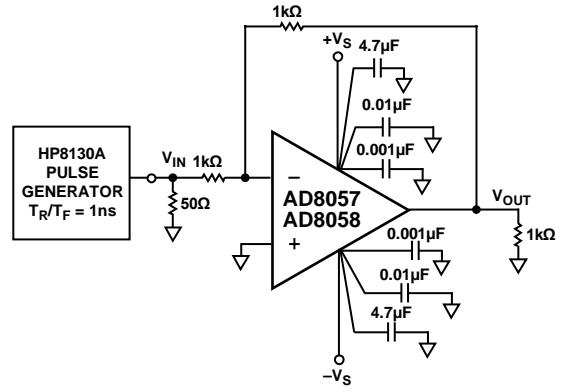 1kΩ
+VS
4.7µF
0.01µF
0.001µF
HP8130A
PULSE
GENERATOR
TR/TF = 1ns
VIN
1kΩ
50Ω
−
+
AD8057
AD8058
VOUT
1kΩ
0.001µF
0.01µF
4.7µF
−VS